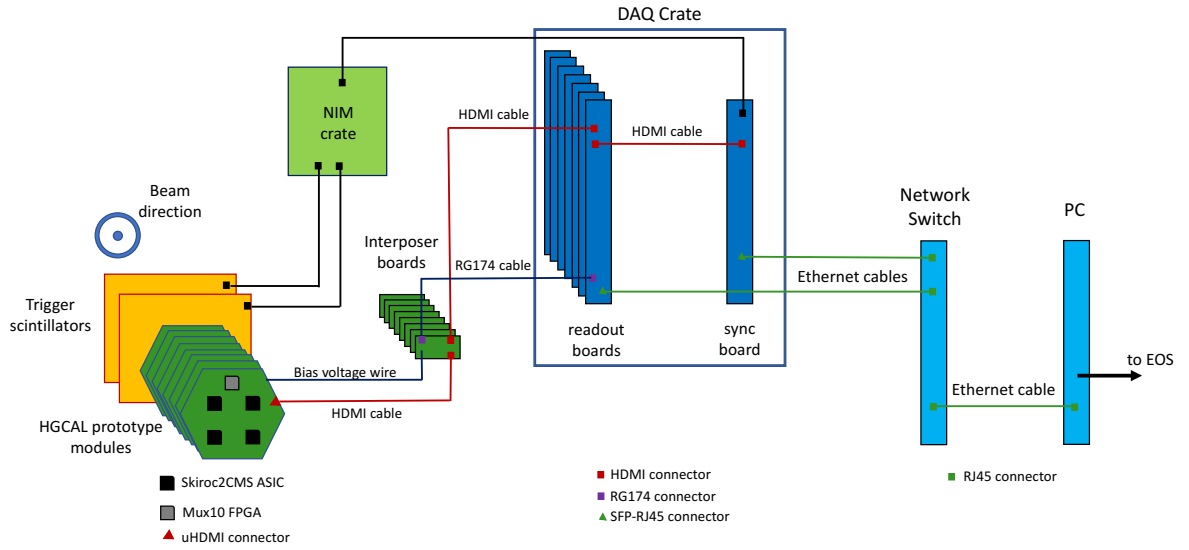 DAQ Crate
NIM
crate
HDMI cable
HDMI cable
Beam
direction
Network
Switch
PC
Interposer
boards
RG174 cable
Ethernet cables
Trigger
scintillators
readout
boards
sync
board
to EOS
Bias voltage wire
Ethernet cable
HDMI cable
HGCAL prototype
modules
Skiroc2CMS ASIC
Mux10 FPGA
uHDMI connector
HDMI connector
RG174 connector
SFP-RJ45 connector
RJ45 connector